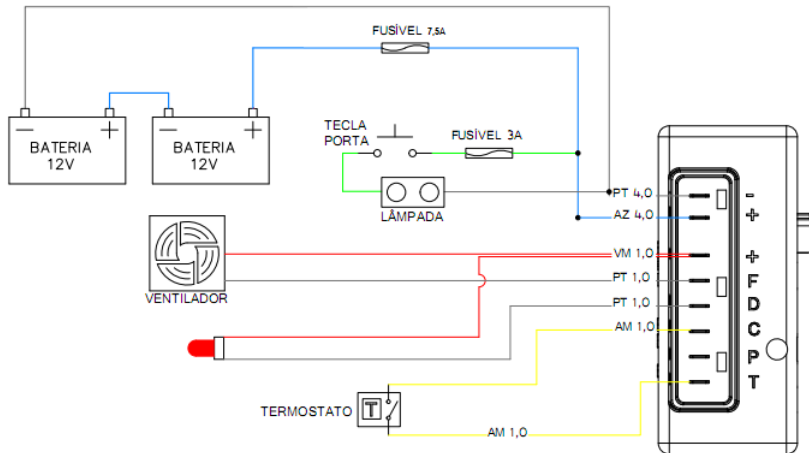 FUSÍVEL 7,5A
BATERIA
12V
BATERIA
12V
TECLA
PORTA
FUSÍVEL 3A
LÂMPADA
VENTILADOR
TERMOSTATO
T
PT 4,0
AZ 4,0
VM 1,0
PT 1,0
PT 1,0
AM 1,0
AM 1,0
-
+
+
F
D
C
P
T
- +
- +